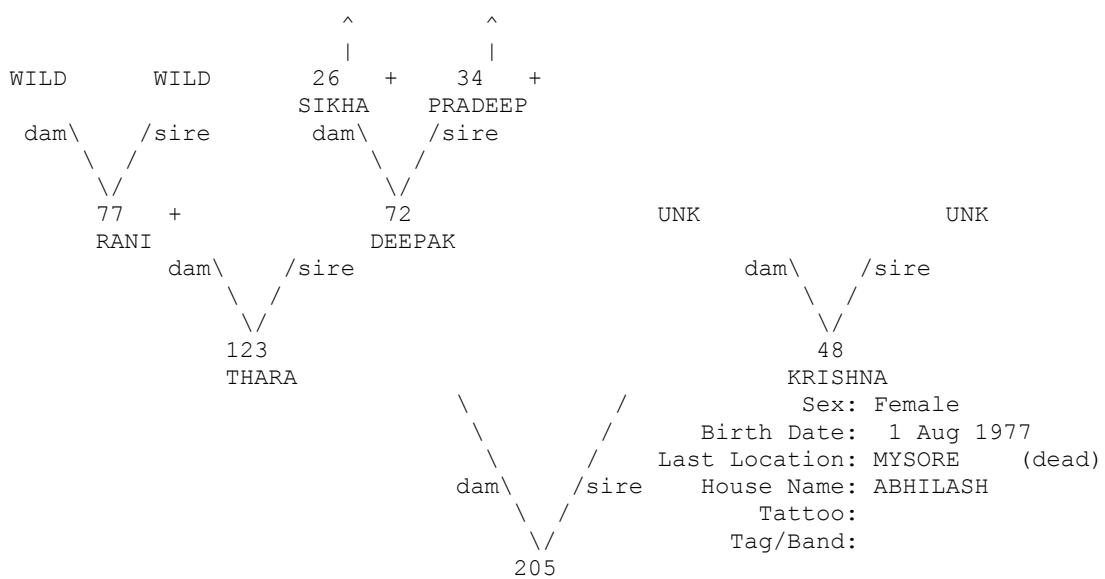 ^ ^
| |
WILD WILD 26 + 34 +
SIKHA PRADEEP
dam\ /sire dam\ /sire
\ / \ /
\/ \/
77 + 72 UNK UNK
RANI DEEPAK
dam\ /sire dam\ /sire
\ / \ /
\/ \/
123 48
THARA KRISHNA
\ / Sex: Female
\ / Birth Date: 1 Aug 1977
\ / Last Location: MYSORE (dead)
dam\ /sire House Name: ABHILASH
\ / Tattoo:
\/ Tag/Band:
205